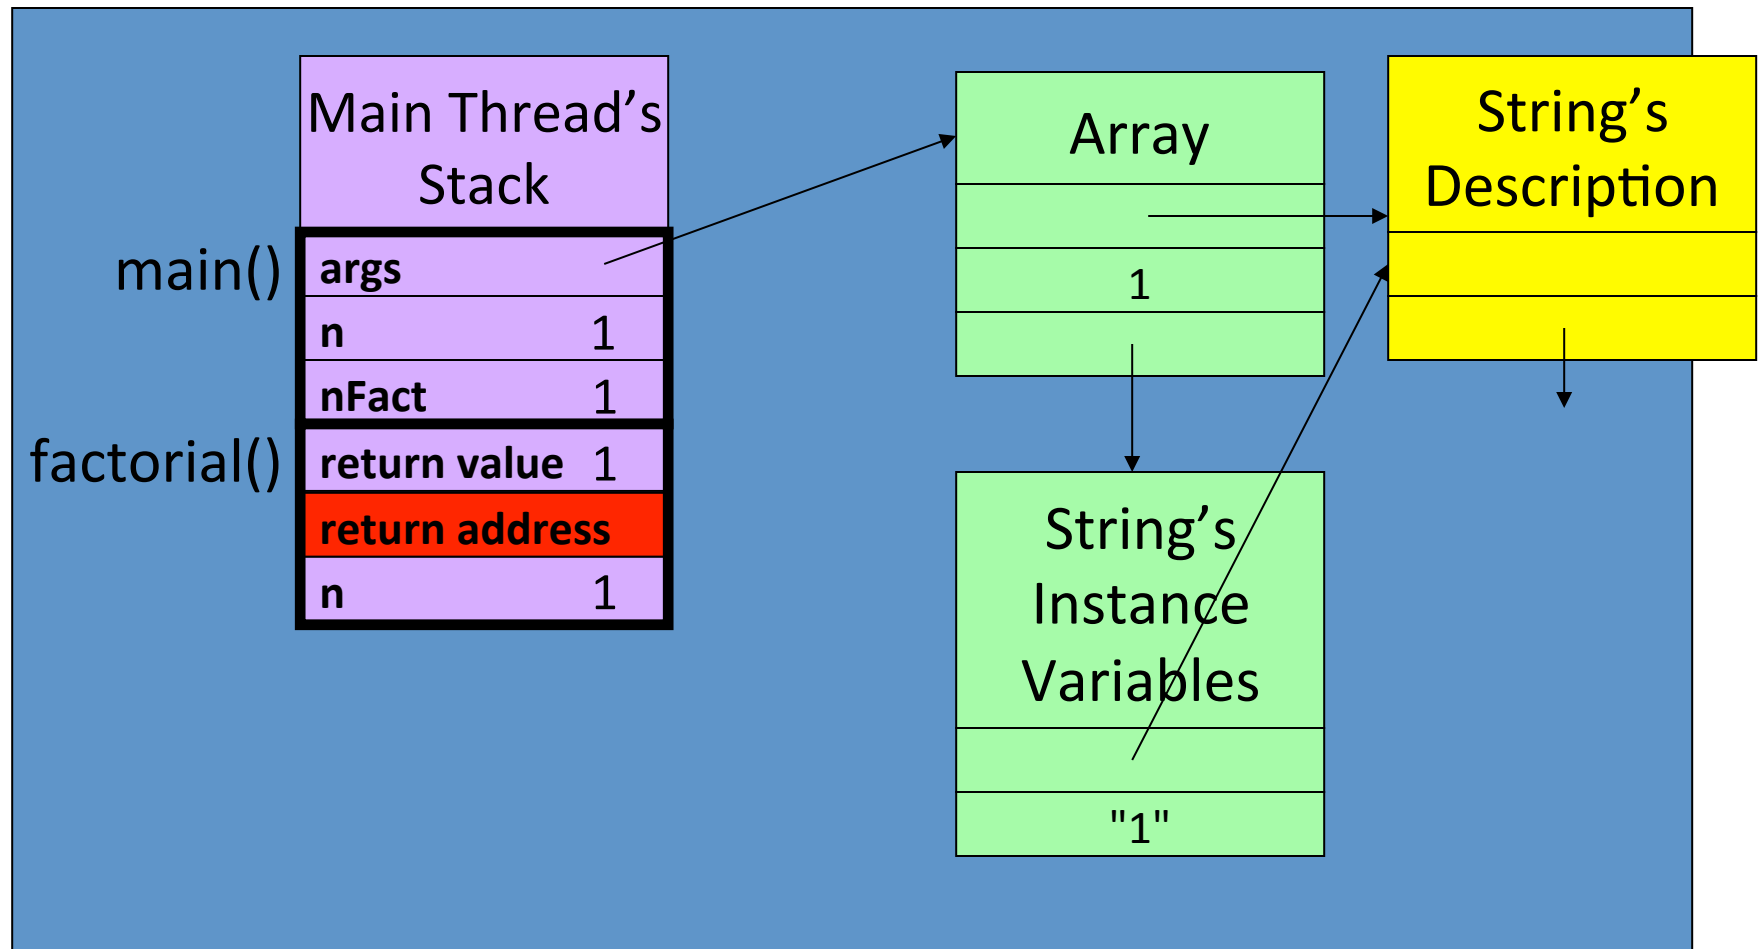 Main Thread’s
Stack
main()
args
n 1
nFact 1
factorial()
return value 1
return address
n 1
Array
1
String’s
Description
String’s
Instance
Variables
"1"